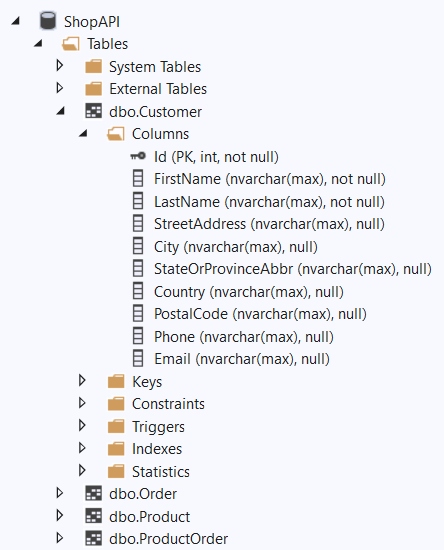 ShopAPI
Tables
System Tables
External Tables
dbo.Customer
Columns
Id (PK, int, not null)
FirstName (nvarchar(max), not null)
LastName (nvarchar(max), not null)
StreetAddress (nvarchar(max), null)
City (nvarchar(max), null)
StateOrProvinceAbbr (nvarchar(max), null)
Country (nvarchar(max), null)
PostalCode (nvarchar(max), null)
Phone (nvarchar(max), null)
Email (nvarchar(max), null)
Keys
Constraints
Triggers
Indexes
Statistics
dbo.Order
dbo.Product
dbo.ProductOrder